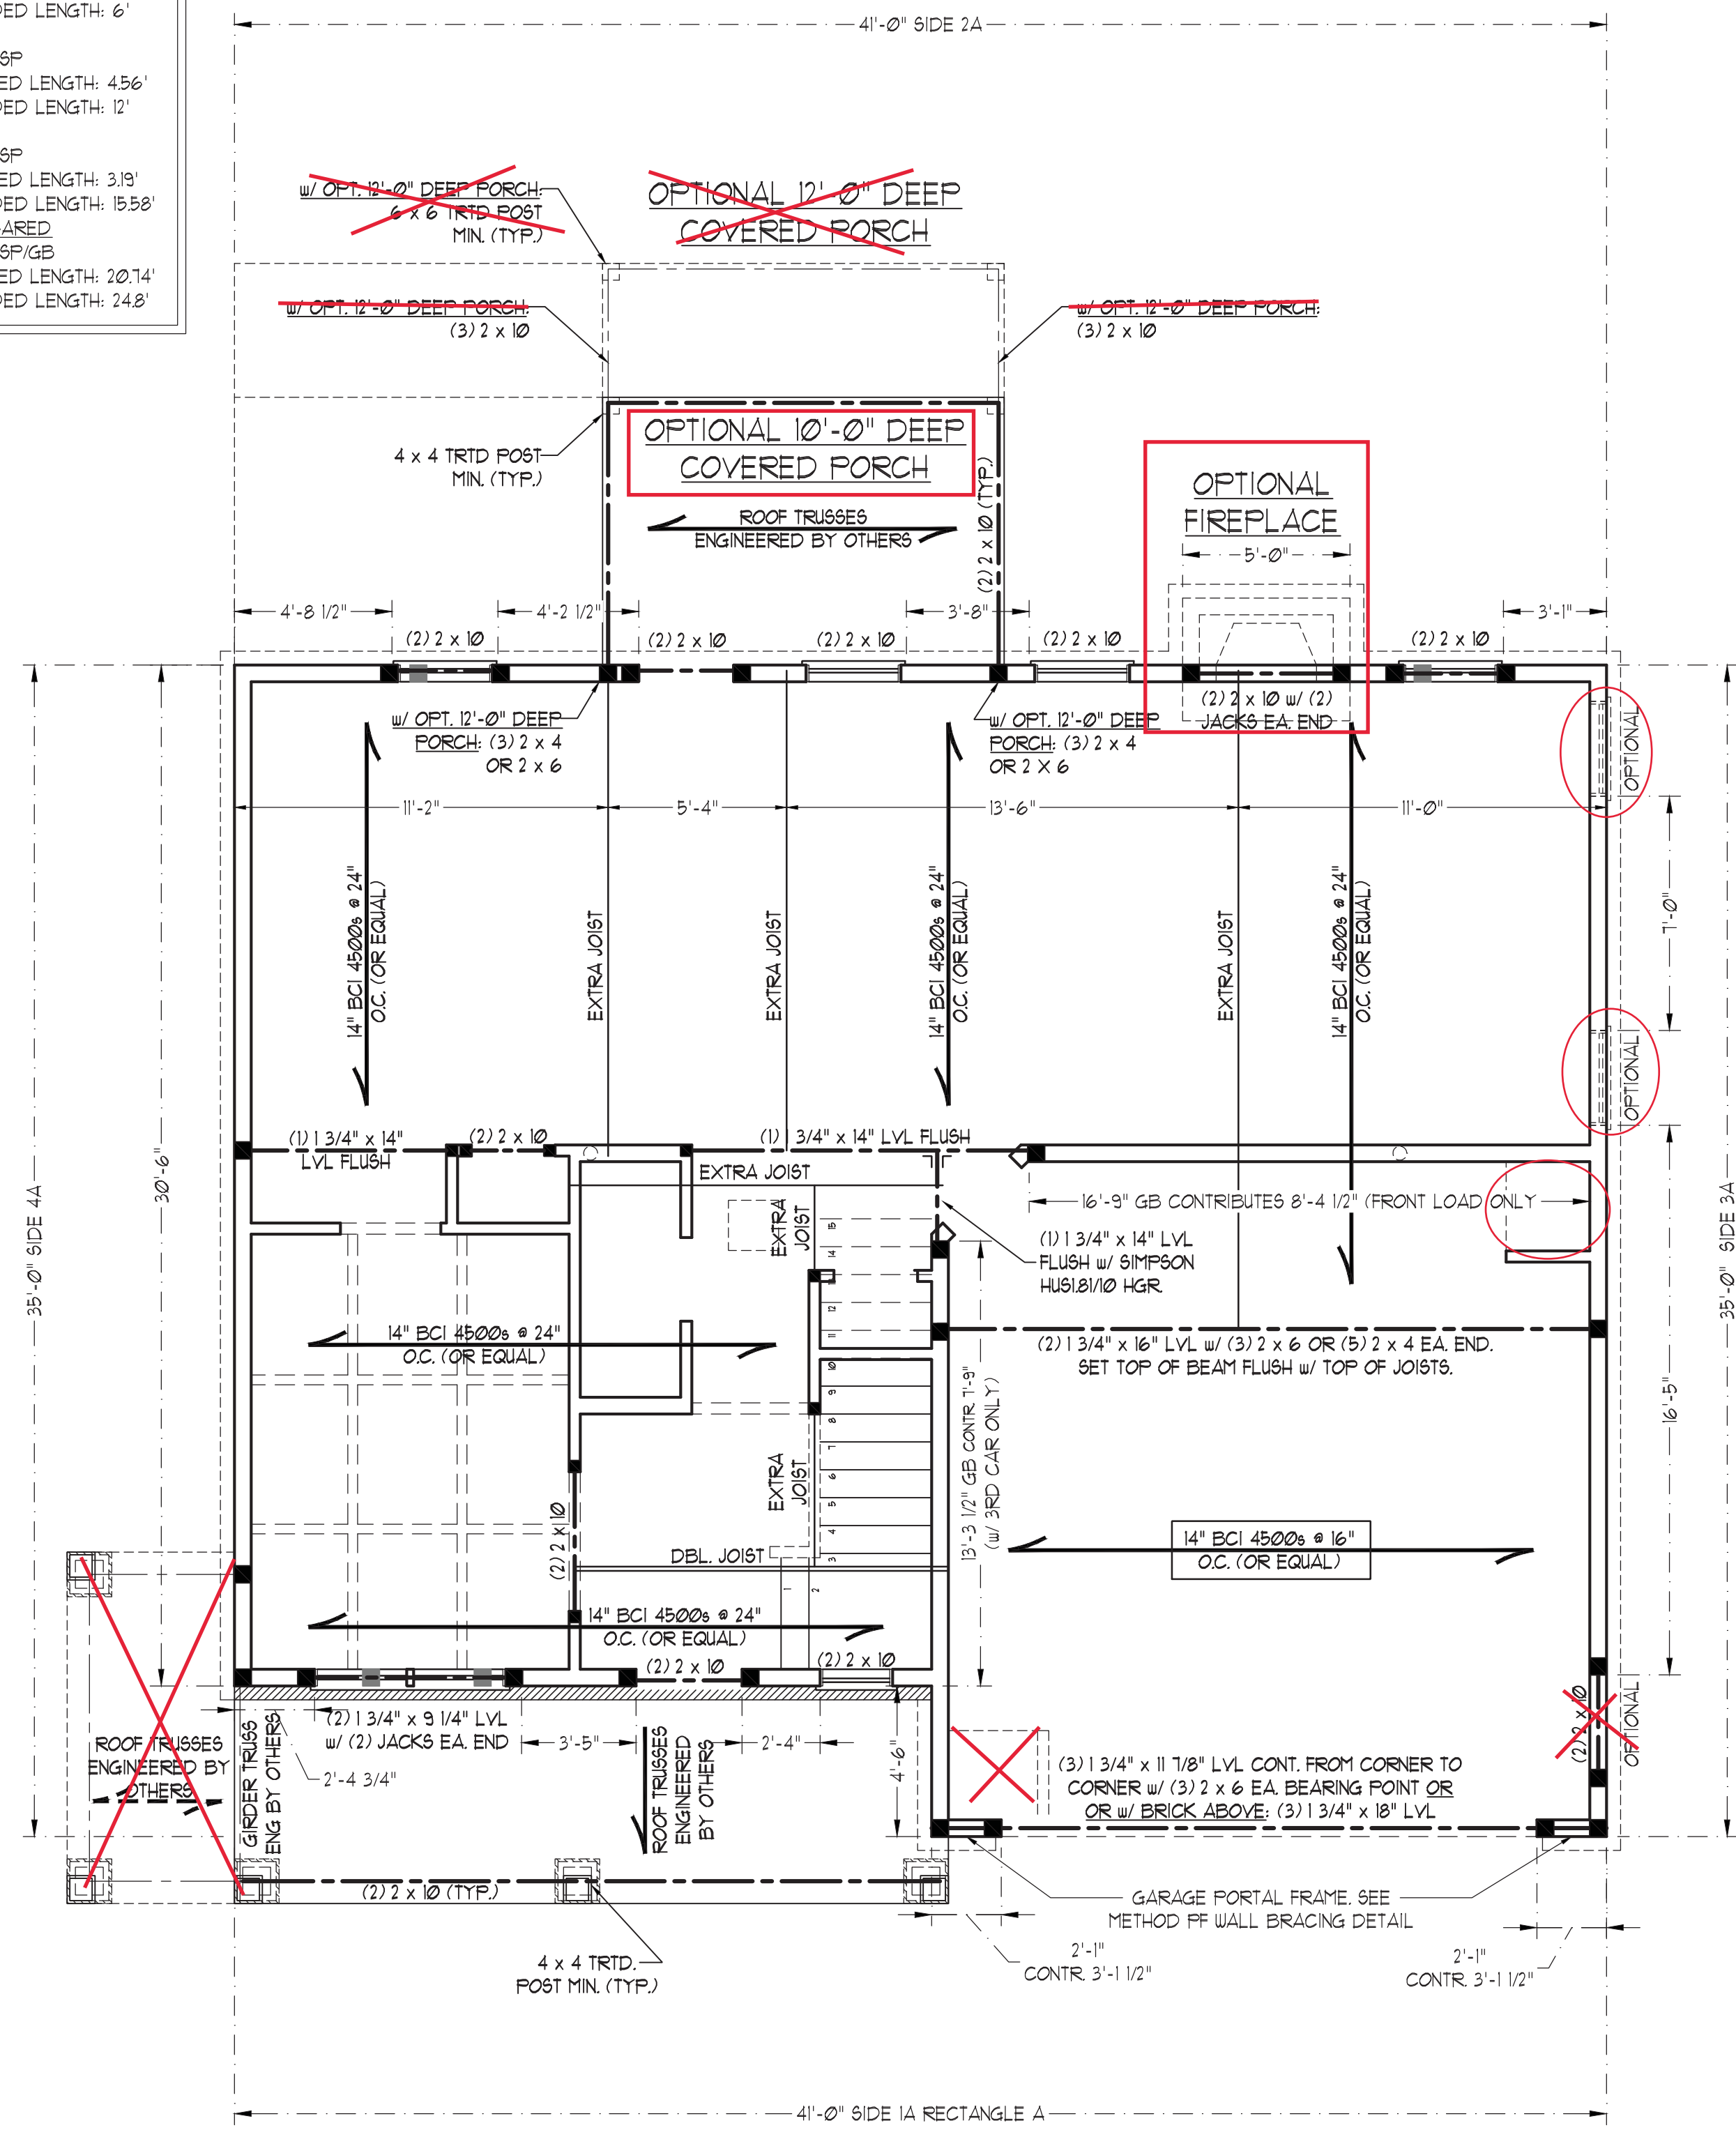 DED LENGTH: 6'
SP
ED LENGTH: 4.56'
DED LENGTH: 12'
SP
ED LENGTH: 3.19'
DED LENGTH: 15.58'
ARED
SP/GB
ED LENGTH: 20.74'
DED LENGTH: 24.8'
41'-0" SIDE 2A
w/ OPT. 12'-0" DEEP PORCH:
6 x 6 TRTD POST
MIN. (TYP.)
OPTIONAL 12'-0" DEEP
COVERED PORCH
w/ OPT. 12'-0" DEEP PORCH:
(3) 2 x 10
w/ OPT. 12'-0" DEEP PORCH:
(3) 2 x 10
4 x 4 TRTD POST
MIN. (TYP.)
OPTIONAL 10'-0" DEEP
COVERED PORCH
ROOF TRUSSES
ENGINEERED BY OTHERS
(2) 2 x 10 (TYP.)
OPTIONAL
FIREPLACE
5'-0"
4'-8 1/2"
4'-2 1/2"
3'-8"
3'-1"
(2) 2 x 10
(2) 2 x 10
(2) 2 x 10
(2) 2 x 10
(2) 2 x 10
w/ OPT. 12'-0" DEEP
PORCH: (3) 2 x 4
OR 2 x 6
w/ OPT. 12'-0" DEEP
PORCH: (3) 2 x 4
OR 2 X 6
(2) 2 x 10 w/ (2)
JACKS EA. END
OPTIONAL
11'-2"
5'-4"
13'-6"
11'-0"
14" BCI 4500s @ 24"
O.C. (OR EQUAL)
EXTRA JOIST
EXTRA JOIST
14" BCI 4500s @ 24"
O.C. (OR EQUAL)
EXTRA JOIST
14" BCI 4500s @ 24"
O.C. (OR EQUAL)
7'-0"
OPTIONAL
35'-0" SIDE 4A
30'-6"
35'-0" SIDE 3A
(1) 1 3/4" x 14"
LVL FLUSH
(2) 2 x 10
(1) 1 3/4" x 14" LVL FLUSH
EXTRA JOIST
EXTRA
JOIST
16'-9" GB CONTRIBUTES 8'-4 1/2" (FRONT LOAD ONLY
(1) 1 3/4" x 14" LVL
FLUSH w/ SIMPSON
HUS1.81/10 HGR.
15
14
12
11
10
9
8
7
6
5
4
3
2
1
14" BCI 4500s @ 24"
O.C. (OR EQUAL)
(2) 1 3/4" x 16" LVL w/ (3) 2 x 6 OR (5) 2 x 4 EA. END.
SET TOP OF BEAM FLUSH w/ TOP OF JOISTS.
16'-5"
13'-3 1/2" GB CONTR 7'-9"
(w/ 3RD CAR ONLY)
EXTRA
JOIST
(2) 2 x 10
DBL. JOIST
14" BCI 4500s @ 16"
O.C. (OR EQUAL)
14" BCI 4500s @ 24"
O.C. (OR EQUAL)
(2) 2 x 10
(2) 2 x 10
(2) 2 x 10
OPTIONAL
ROOF TRUSSES
ENGINEERED BY
OTHERS
GIRDER TRUSS
ENG BY OTHERS
(2) 1 3/4" x 9 1/4" LVL
w/ (2) JACKS EA. END
2'-4 3/4"
3'-5"
ROOF TRUSSES
ENGINEERED
BY OTHERS
2'-4"
4'-6"
(3) 1 3/4" x 11 7/8" LVL CONT. FROM CORNER TO
CORNER w/ (3) 2 x 6 EA. BEARING POINT OR
OR w/ BRICK ABOVE: (3) 1 3/4" x 18" LVL
(2) 2 x 10 (TYP.)
GARAGE PORTAL FRAME. SEE
METHOD PF WALL BRACING DETAIL
4 x 4 TRTD.
POST MIN. (TYP.)
2'-1"
CONTR. 3'-1 1/2"
2'-1"
CONTR. 3'-1 1/2"
41'-0" SIDE 1A RECTANGLE A